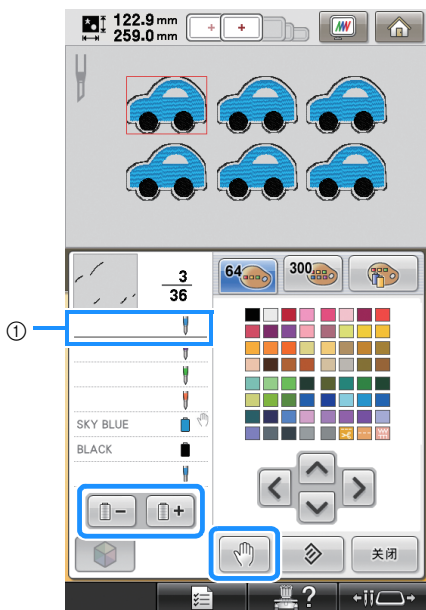 122.9 mm
259.0 mm
3
36
64
300
①
SKY BLUE
BLACK
关闭
?